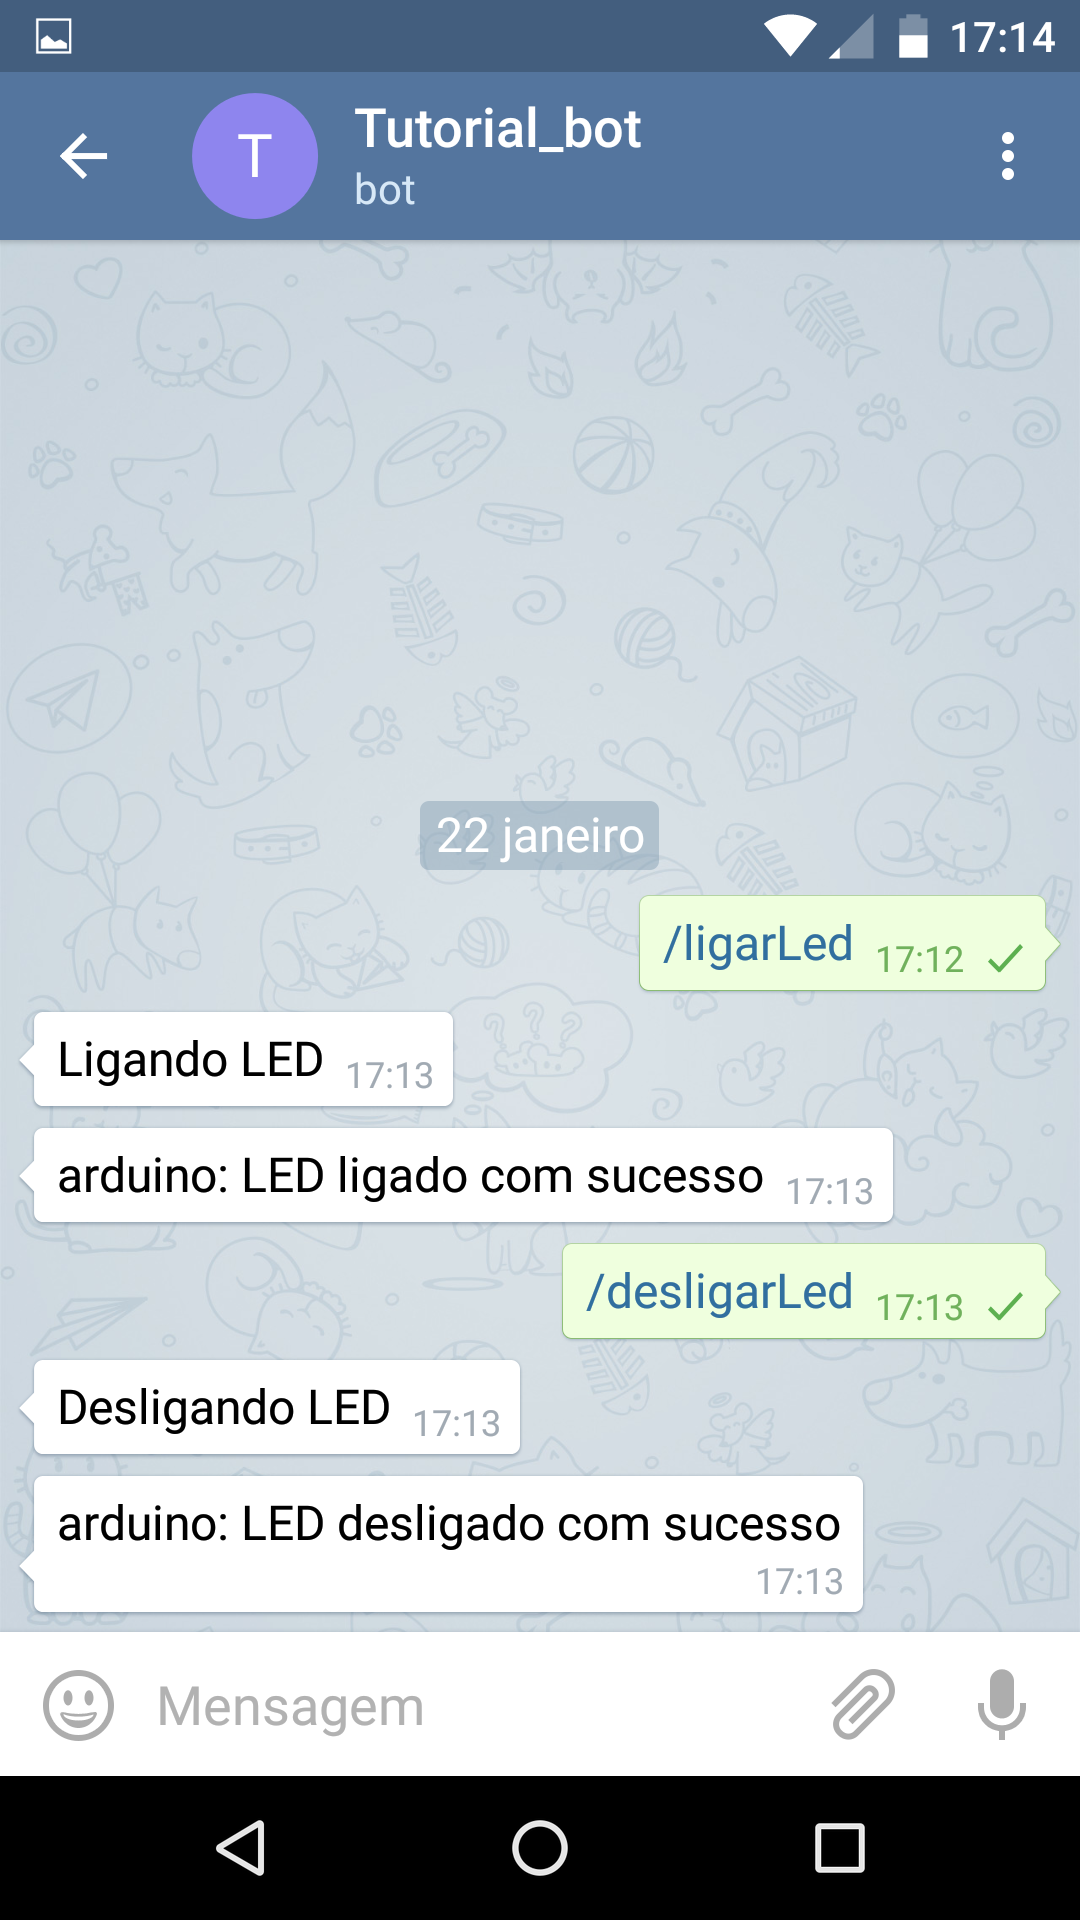 17:14
T
Tutorial_bot
bot
22 janeiro
/ligarLed 17:12
Ligando LED 17:13
arduino: LED ligado com sucesso 17:13
/desligarLed 17:13
Desligando LED 17:13
arduino: LED desligado com sucesso
17:13
Mensagem